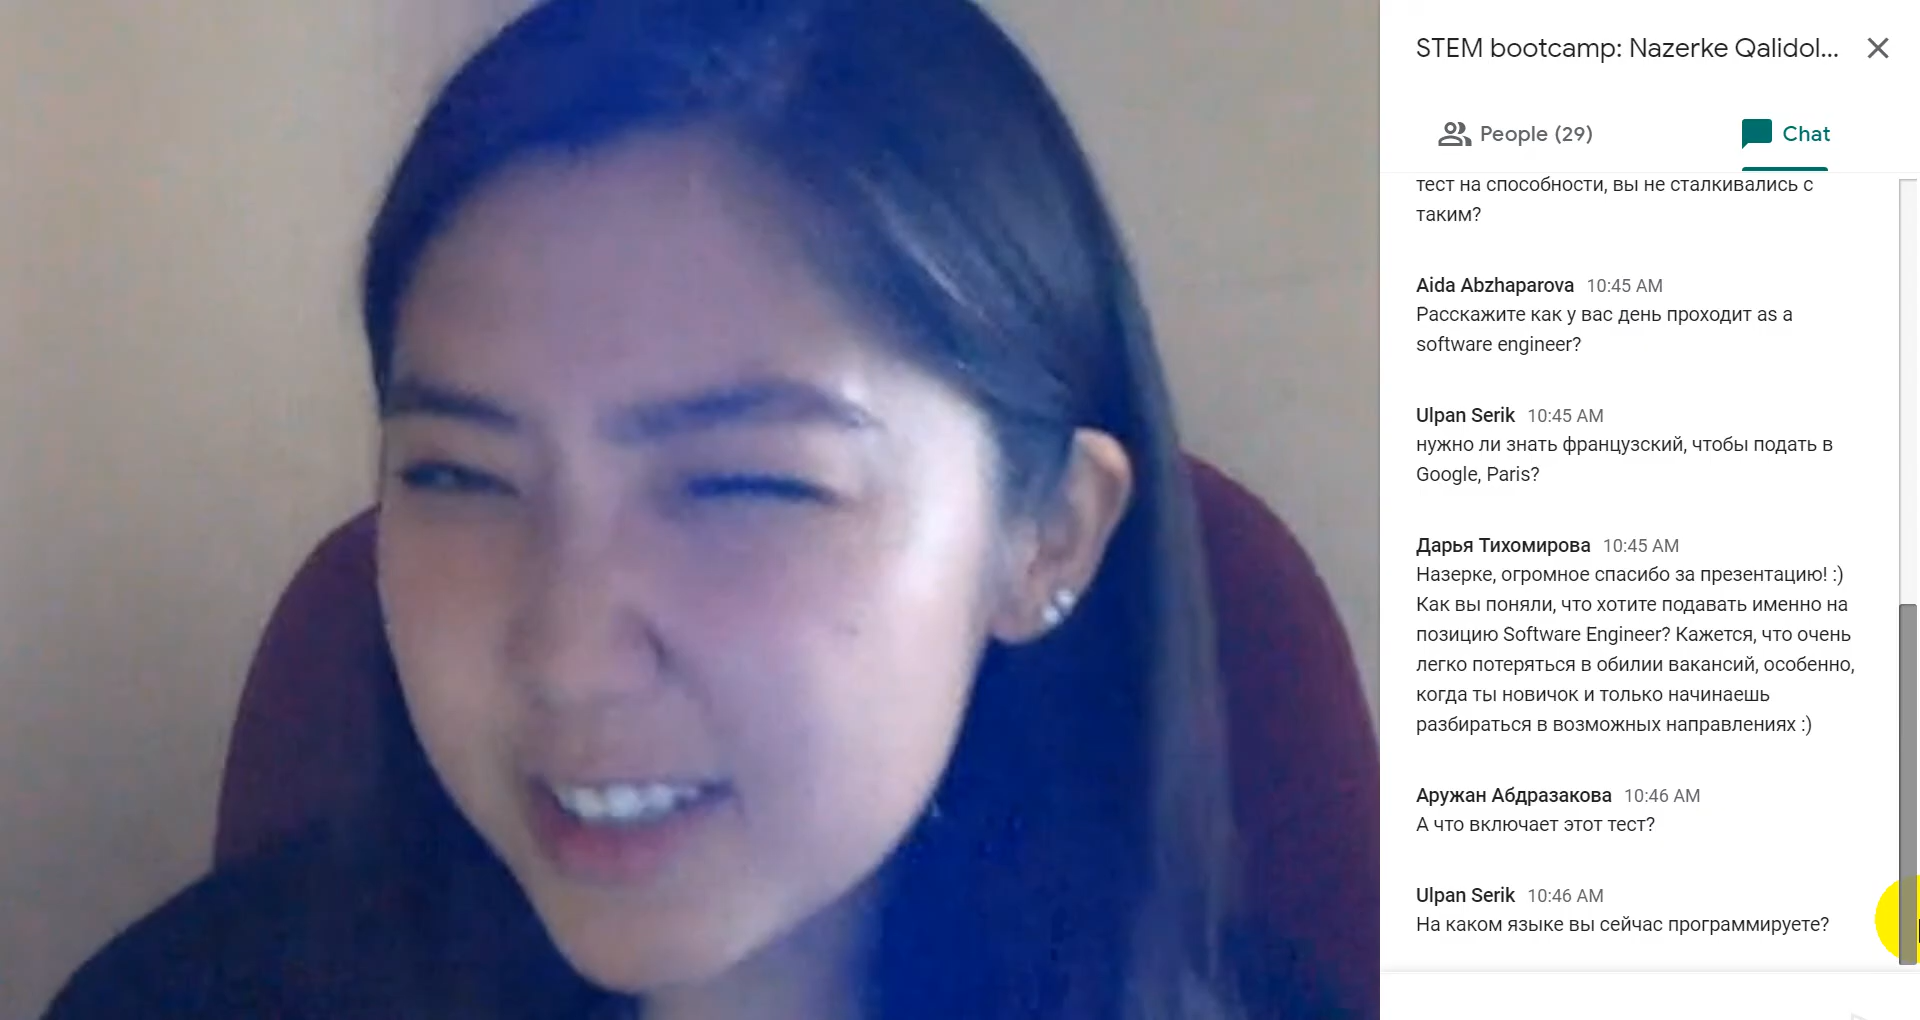 STEM bootcamp: Nazerke Qalidol...
People (29)
Chat
тест на способности, вы не сталкивались с
таким?
Aida Abzhaparova 10:45 AM
Расскажите как у вас день проходит as a
software engineer?
Ulpan Serik 10:45 AM
нужно ли знать французский, чтобы подать в
Google, Paris?
Дарья Тихомирова 10:45 AM
Назерке, огромное спасибо за презентацию! :)
Как вы поняли, что хотите подавать именно на
позицию Software Engineer? Кажется, что очень
легко потеряться в обилии вакансий, особенно,
когда ты новичок и только начинаешь
разбираться в возможных направлениях :)
Аружан Абдразакова 10:46 AM
А что включает этот тест?
Ulpan Serik 10:46 AM
На каком языке вы сейчас программируете?